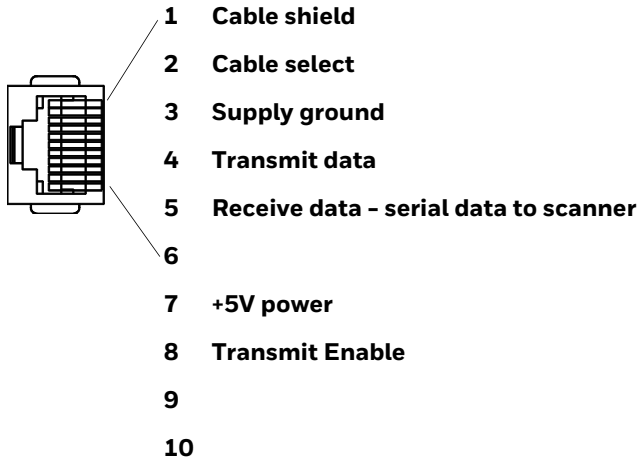 1 Cable shield
2 Cable select
3 Supply ground
4 Transmit data
5 Receive data – serial data to scanner
6
7 +5V power
8 Transmit Enable
9
10